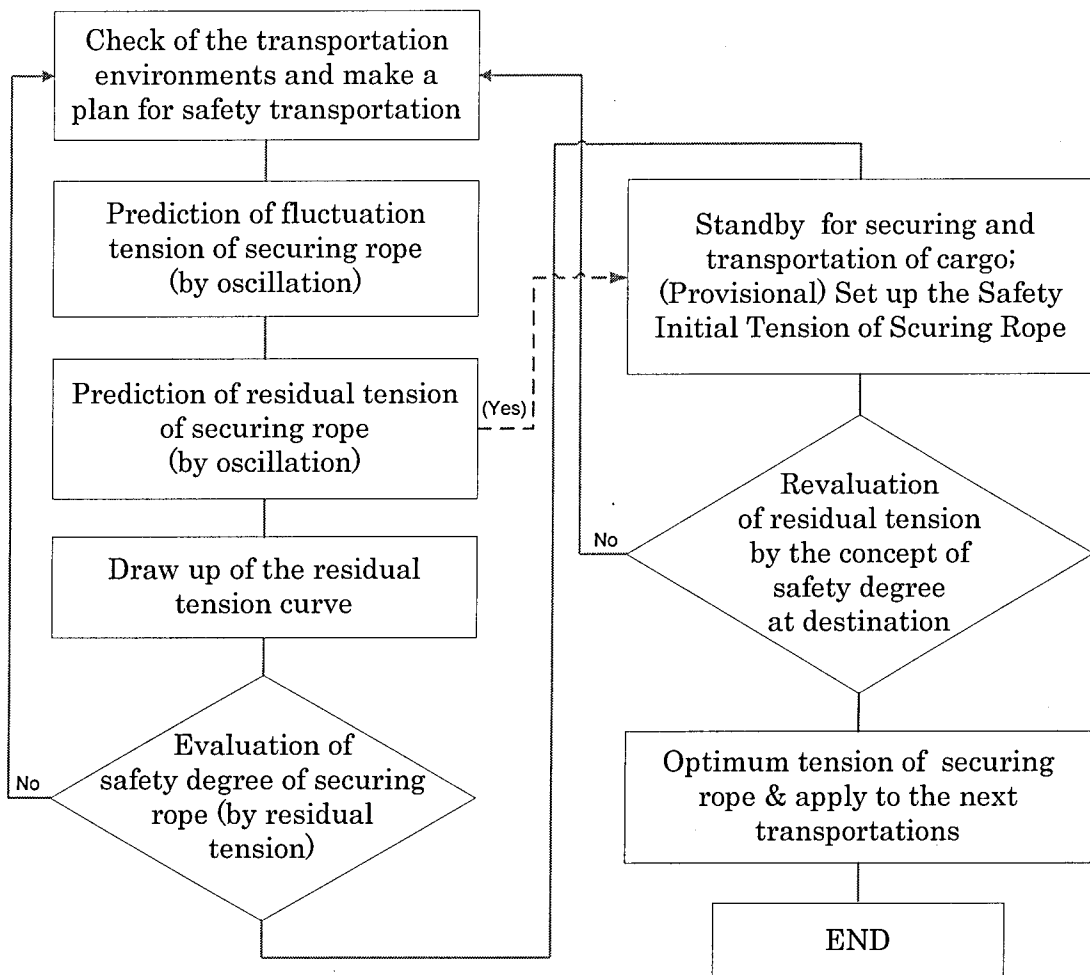 Check of the transportation
environments and make a
plan for safety transportation
Prediction of fluctuation
tension of securing rope
(by oscillation)
Prediction of residual tension
of securing rope
(by oscillation)
(Yes)
Draw up of the residual
tension curve
Evaluation of
safety degree of securing
rope (by residual
tension)
No
Standby for securing and
transportation of cargo;
(Provisional) Set up the Safety
Initial Tension of Scuring Rope
Revaluation
of residual tension
by the concept of
safety degree
at destination
No
Optimum tension of securing
rope & apply to the next
transportations
END